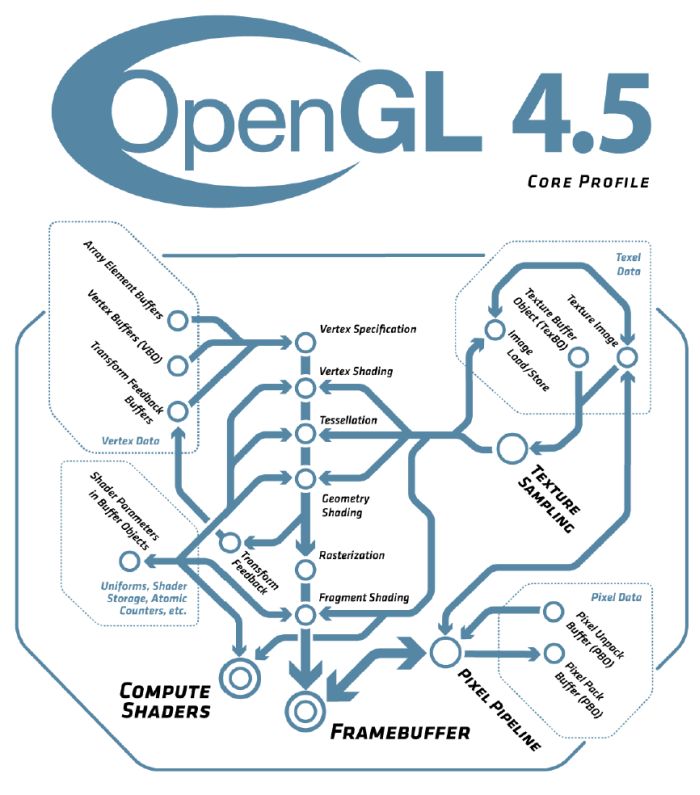 OpenGL 4.5
Core Profile
Array Element Buffers
Vertex Buffers (VBO)
Transform Feedback
Buffers
Vertex Data
Texel
Data
Texture Buffer
Object (TexBO)
Texture Image
Image
Load/Store
Vertex Specification
Vertex Shading
Tessellation
Geometry
Shading
Texture
Sampling
Shader Parameters
in Buffer Objects
Uniforms, Shader
Storage, Atomic
Counters, etc.
Transform
Feedback
Rasterization
Fragment Shading
Pixel Data
Pixel Unpack
Buffer (PBO)
Pixel Pack
Buffer (PBO)
Pixel Pipeline
Compute
Shaders
Framebuffer